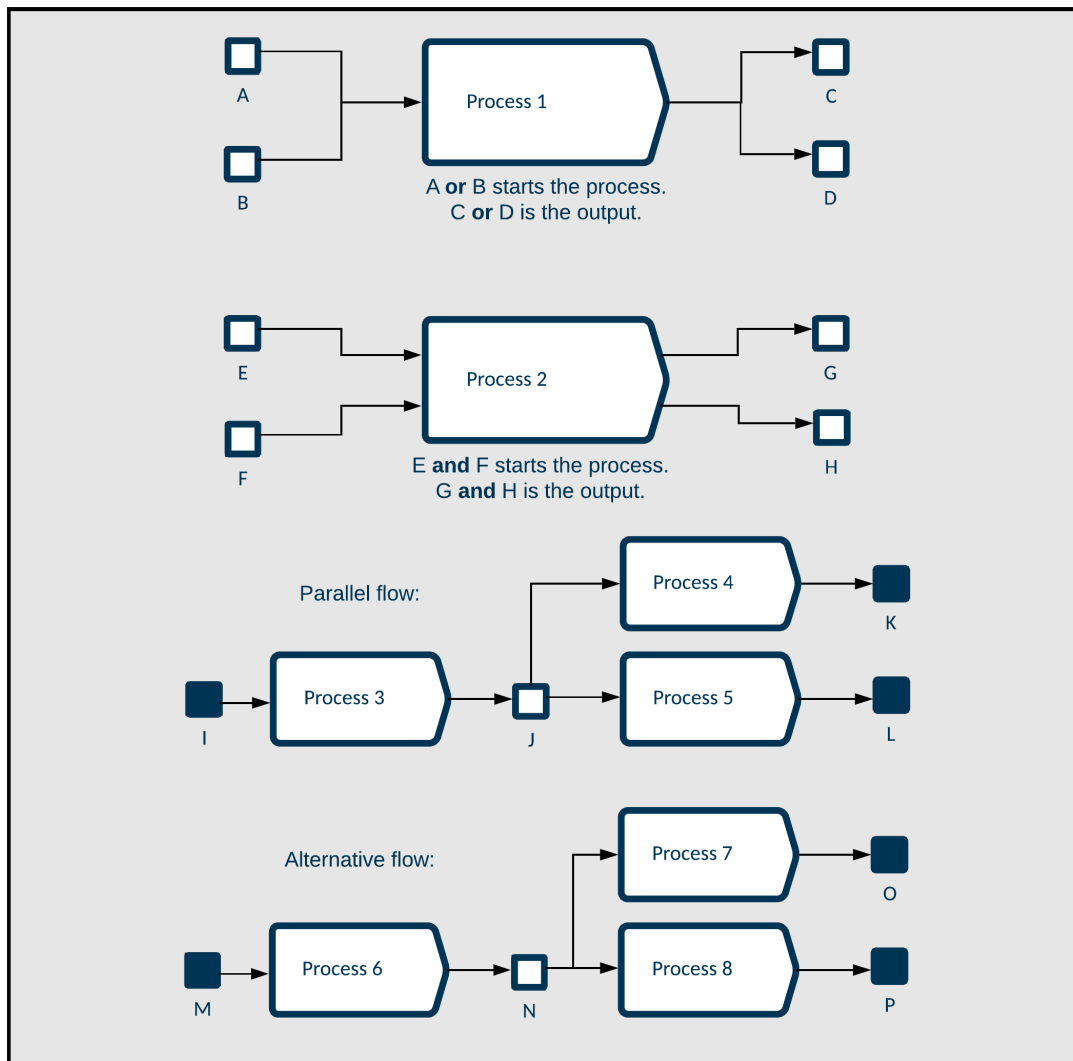 A
Process 1
C
B
D
A or B starts the process.
C or D is the output.
E
Process 2
G
F
H
E and F starts the process.
G and H is the output.
Parallel flow:
Process 4
K
I
Process 3
J
Process 5
L
Alternative flow:
Process 7
O
M
Process 6
N
Process 8
P